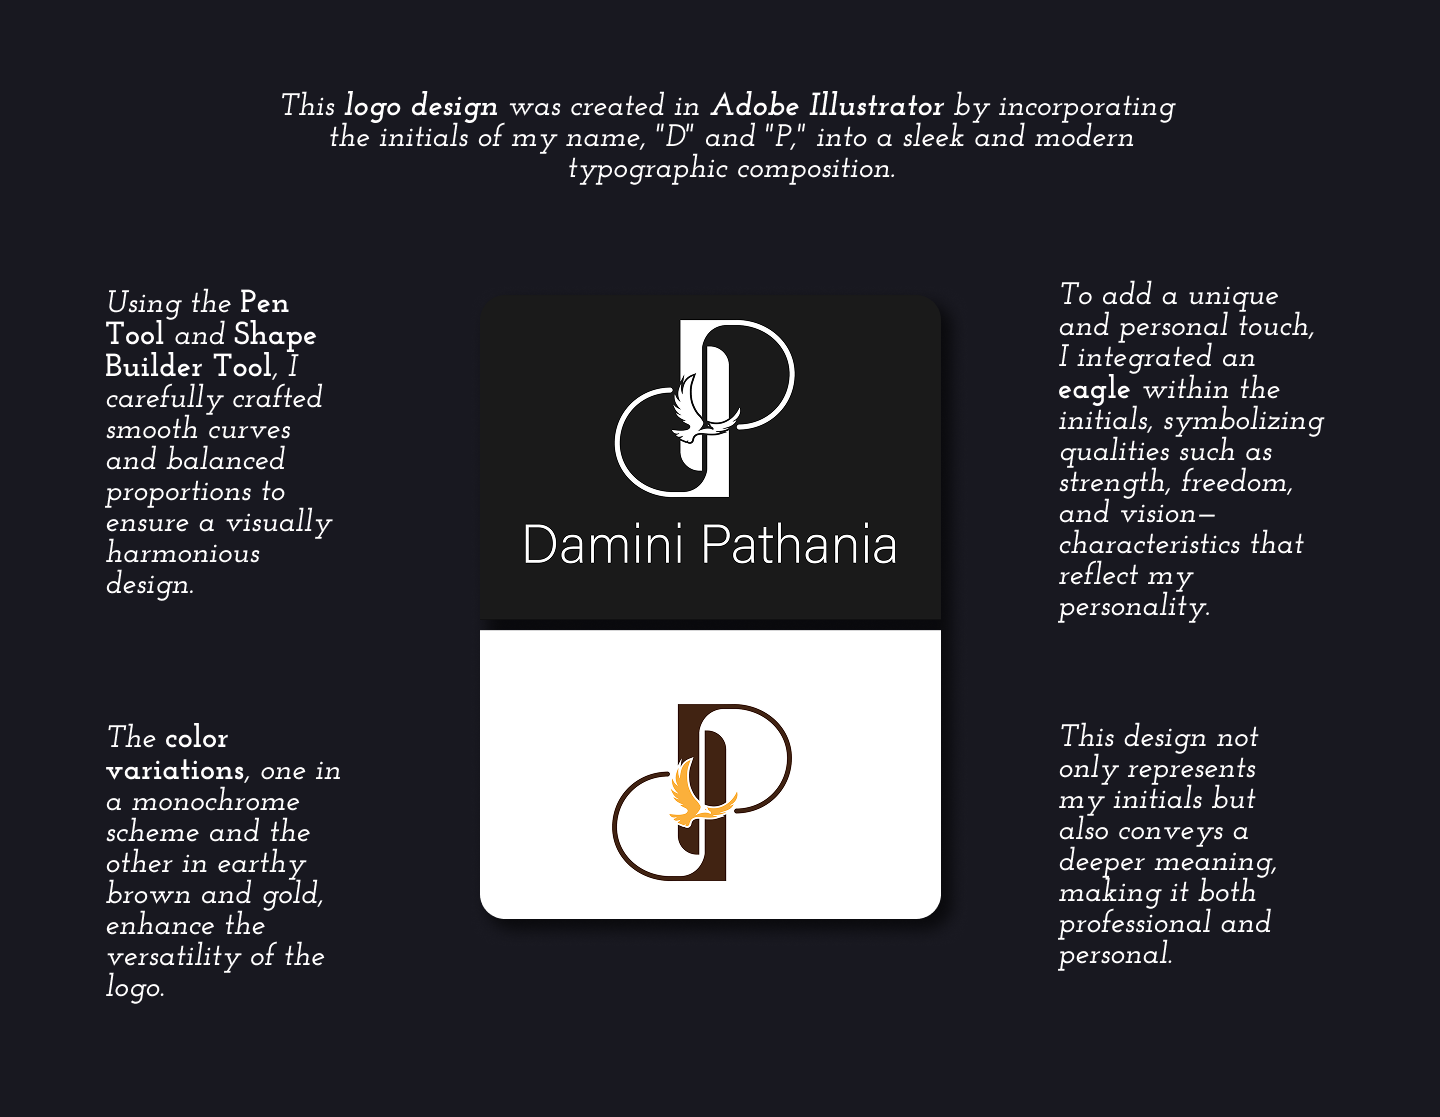 This logo design was created in Adobe Illustrator by incorporating
the initials of my name, "D" and "P," into a sleek and modern
typographic composition.
Using the Pen
Tool and Shape
Builder Tool, I
carefully crafted
smooth curves
and balanced
proportions to
ensure a visually
harmonious
design.
To add a unique
and personal touch,
I integrated an
eagle within the
initials, symbolizing
qualities such as
strength, freedom,
and vision—
characteristics that
reflect my
personality.
Damini Pathania
The color
variations, one in
a monochrome
scheme and the
other in earthy
brown and gold,
enhance the
versatility of the
logo.
This design not
only represents
my initials but
also conveys a
deeper meaning,
making it both
professional and
personal.